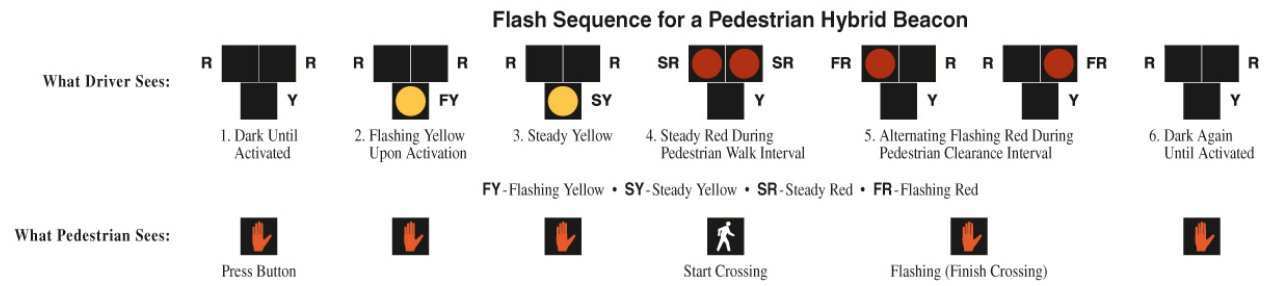 Flash Sequence for a Pedestrian Hybrid Beacon
What Driver Sees:
R R Y
R R FY
R R SY
SR SR Y
FR R Y
R FR Y
R R Y
1. Dark Until
Activated
2. Flashing Yellow
Upon Activation
3. Steady Yellow
4. Steady Red During
Pedestrian Walk Interval
5. Alternating Flashing Red During
Pedestrian Clearance Interval
6. Dark Again
Until Activated
FY-Flashing Yellow • SY-Steady Yellow • SR-Steady Red • FR-Flashing Red
What Pedestrian Sees:
Press Button
Start Crossing
Flashing (Finish Crossing)